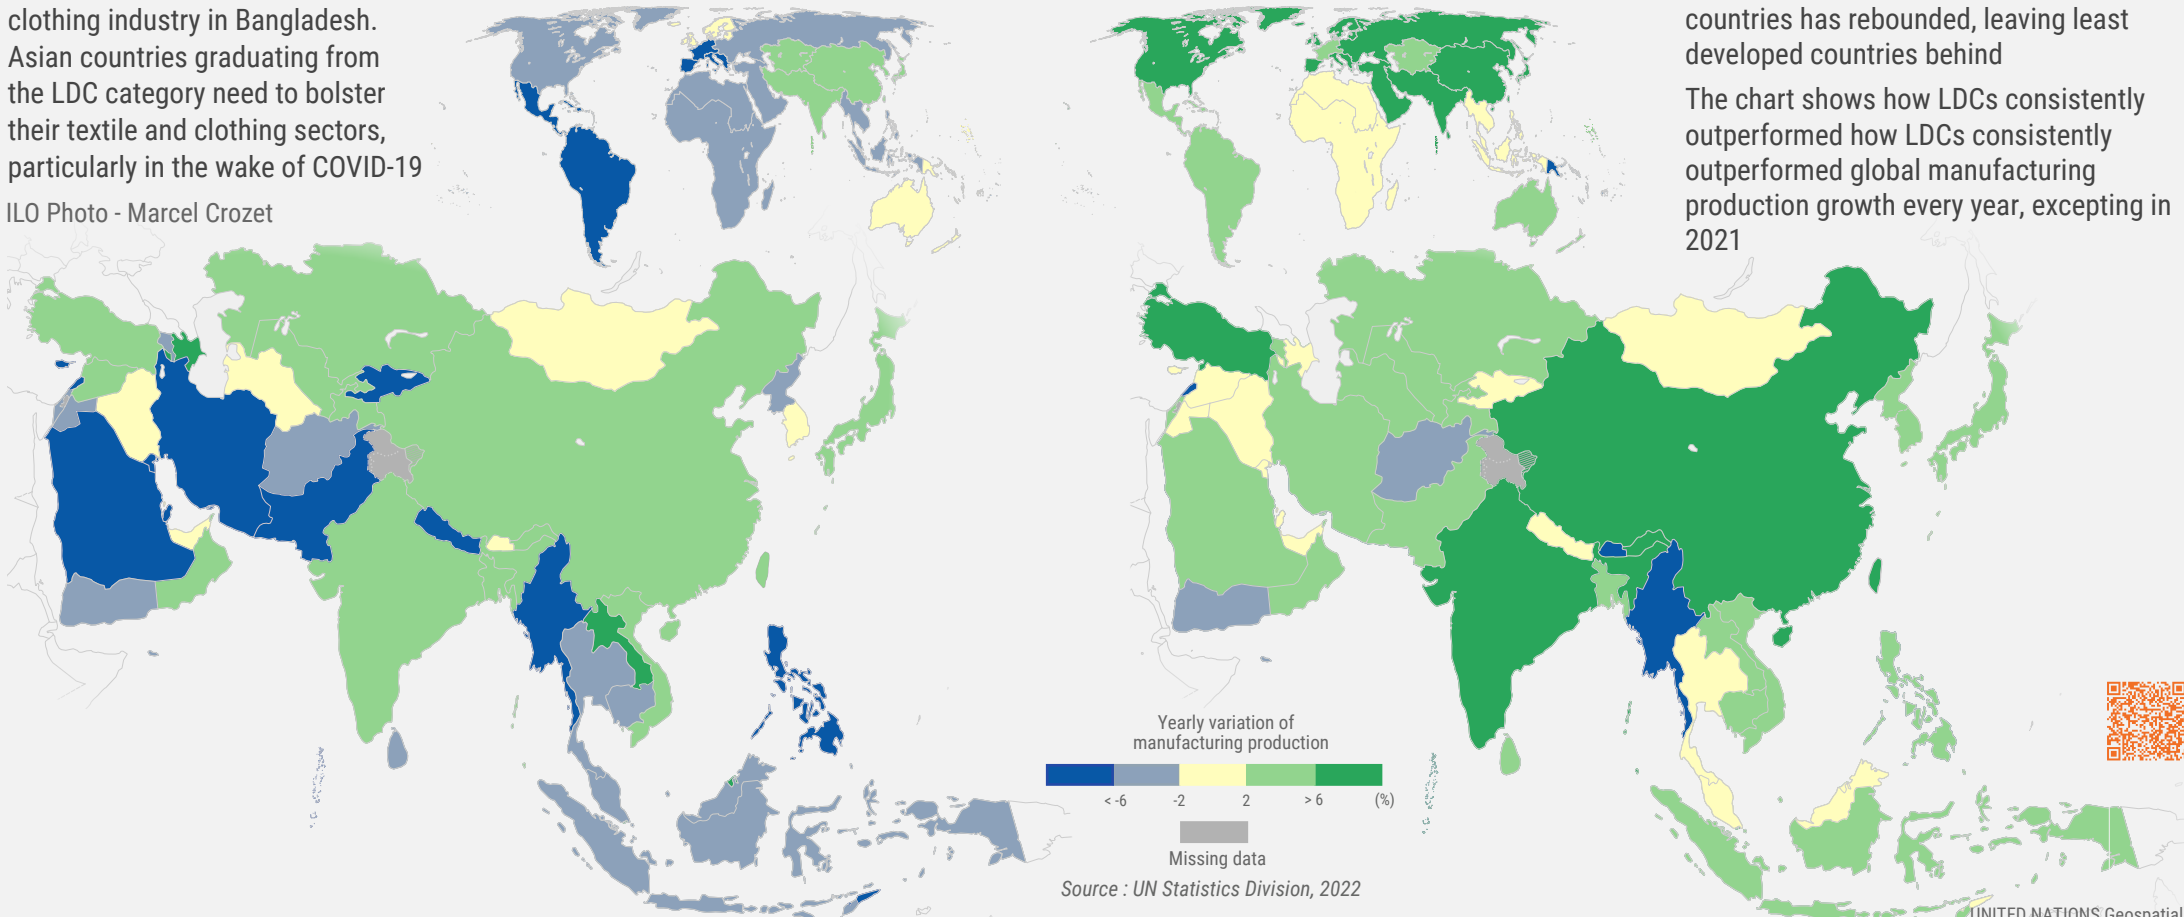 clothing industry in Bangladesh.
Asian countries graduating from
the LDC category need to bolster
their textile and clothing sectors,
particularly in the wake of COVID-19
ILO Photo - Marcel Crozet
countries has rebounded, leaving least
developed countries behind
The chart shows how LDCs consistently
outperformed how LDCs consistently
outperformed global manufacturing
production growth every year, excepting in
2021
Yearly variation of
manufacturing production
< -6 -2 2 > 6 (%)
Missing data
Source : UN Statistics Division, 2022
UNITED NATIONS Geospatial